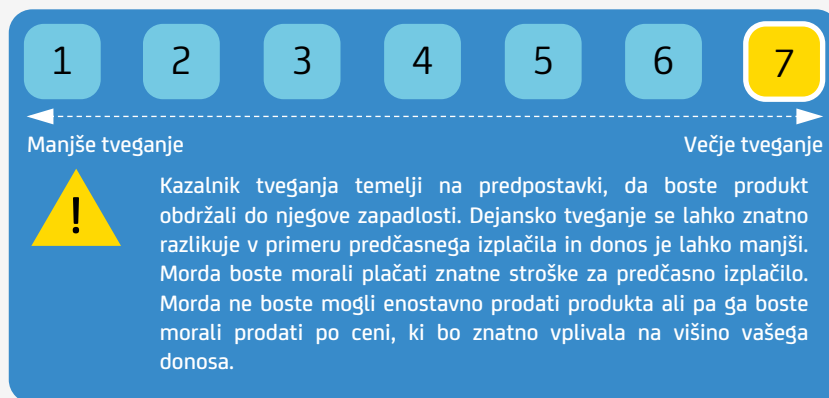 1 2 3 4 5 6 7
Manjše tveganje Večje tveganje
!
Kazalnik tveganja temelji na predpostavki, da boste produkt
obdržali do njegove zapadlosti. Dejansko tveganje se lahko znatno
razlikuje v primeru predčasnega izplačila in donos je lahko manjši.
Morda boste morali plačati znatne stroške za predčasno izplačilo.
Morda ne boste mogli enostavno prodati produkta ali pa ga boste
morali prodati po ceni, ki bo znatno vplivala na višino vašega
donosa.